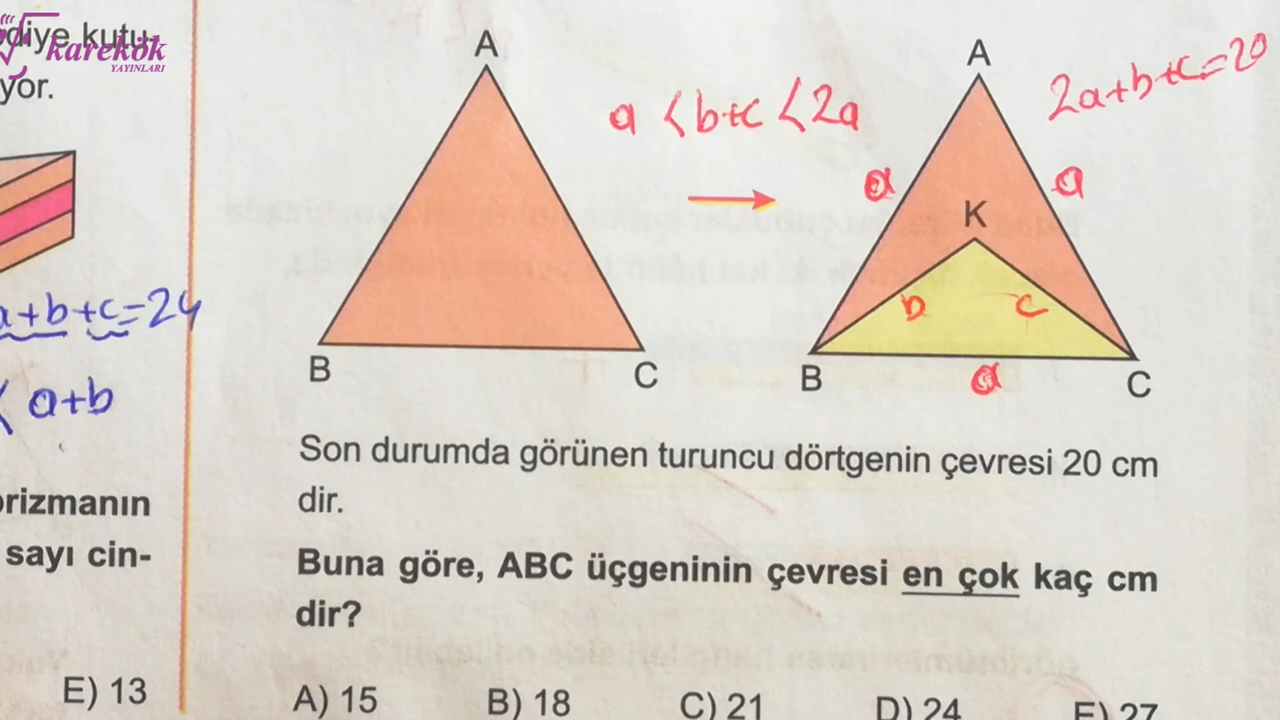 diye kutu-
karekök
YAYINLARI
yor.
a+b+c=24
< a+b
prizmanın
sayı cin-
E) 13
A
a < b+c < 2a
B
C
A
2a+b+c=20
a
a
K
b
c
B
a
C
Son durumda görünen turuncu dörtgenin çevresi 20 cm
dir.
Buna göre, ABC üçgeninin çevresi en çok kaç cm
dir?
A) 15 B) 18 C) 21 D) 24 E) 27